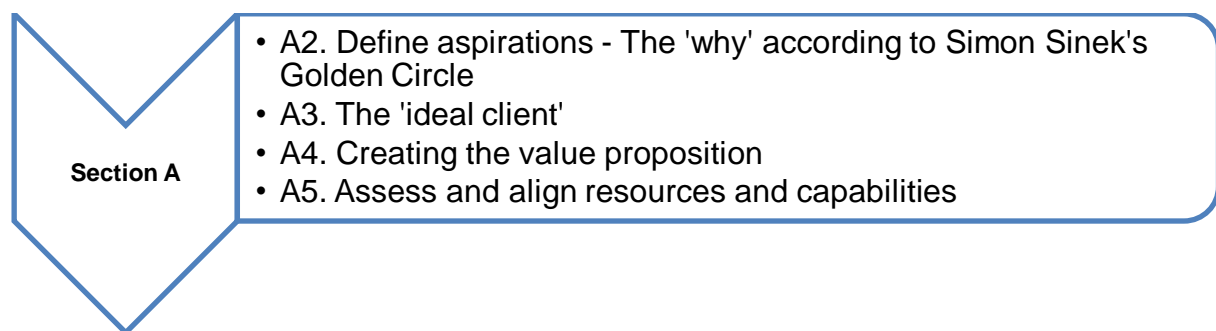 Section A
• A2. Define aspirations - The 'why' according to Simon Sinek's
Golden Circle
• A3. The 'ideal client'
• A4. Creating the value proposition
• A5. Assess and align resources and capabilities